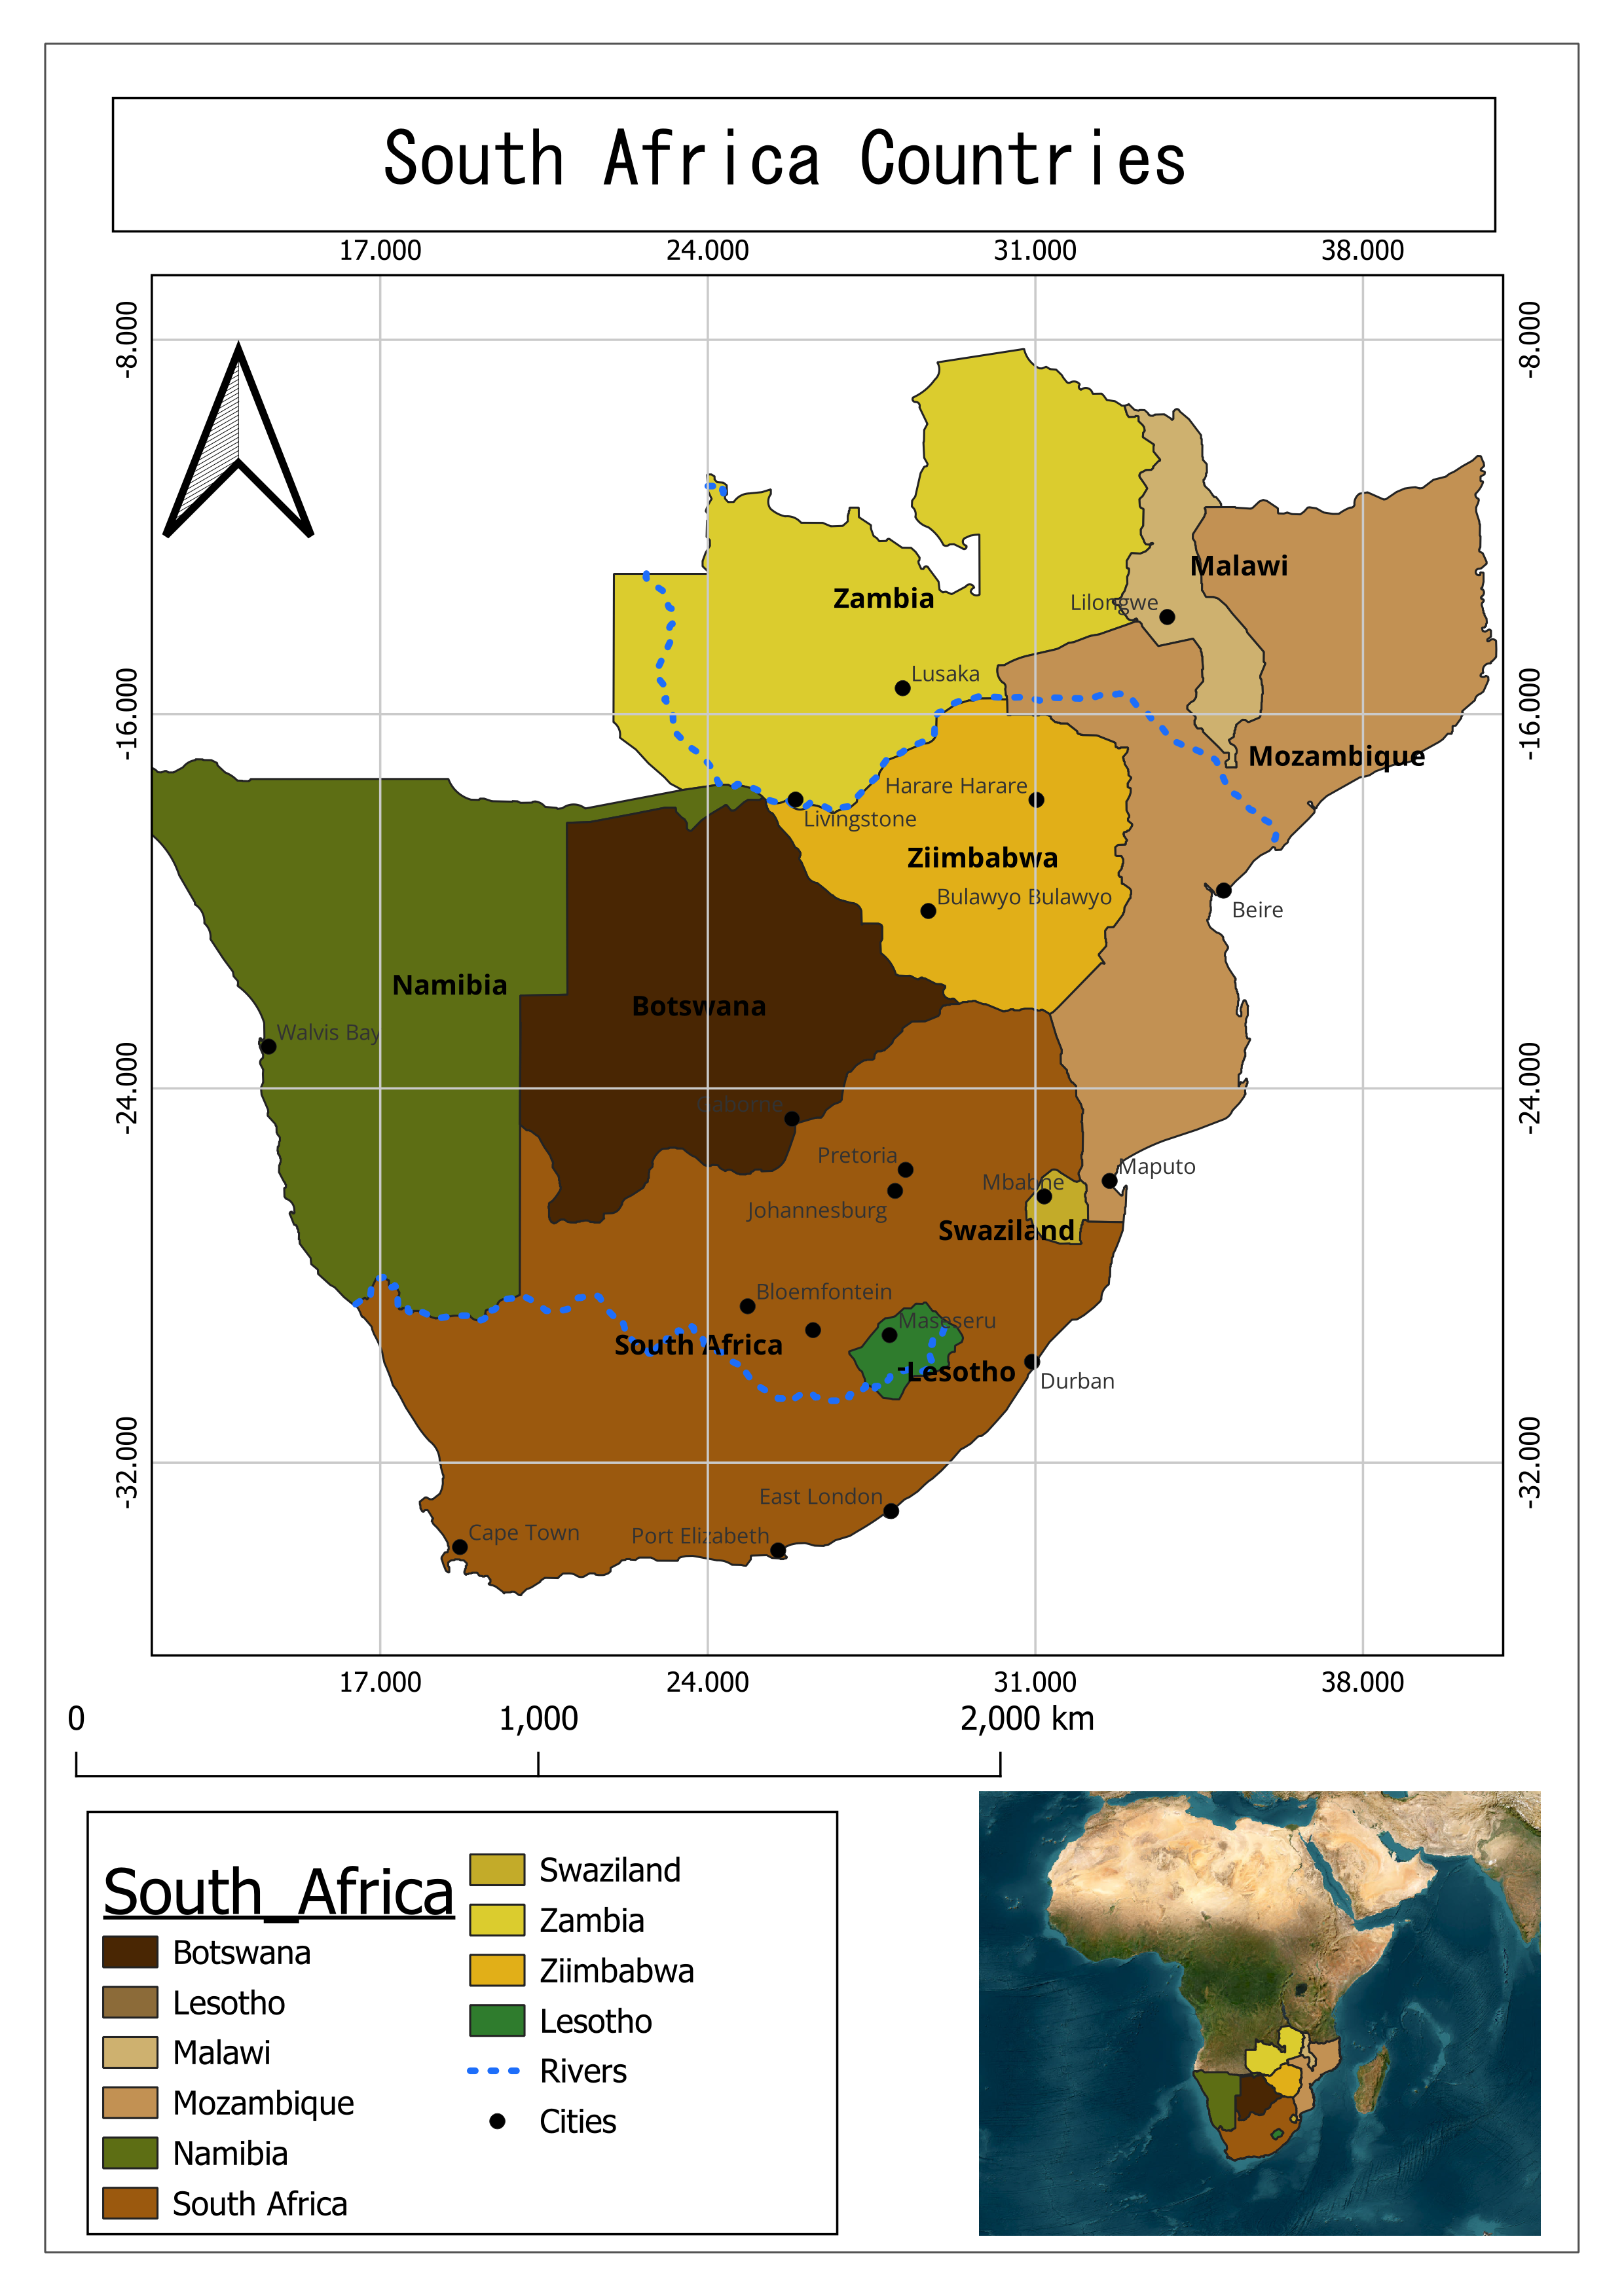 South Africa Countries
17.000 24.000 31.000 38.000
-8.000 -8.000
Zambia
Malawi
Lilongwe
Lusaka
-16.000 -16.000
Mozambique
Harare Harare
Livingstone
Ziimbabwa
Bulawyo Bulawyo
Beire
Namibia
Botswana
Walvis Bay
-24.000 -24.000
Gaborne
Pretoria
Maputo
Mbabne
Johannesburg
Swaziland
Bloemfontein
Maseseru
South Africa
-Lesotho
Durban
-32.000 -32.000
East London
Cape Town
Port Elizabeth
17.000 24.000 31.000 38.000
0 1,000 2,000 km
South_Africa
Botswana
Lesotho
Malawi
Mozambique
Namibia
South Africa
Swaziland
Zambia
Ziimbabwa
Lesotho
Rivers
Cities